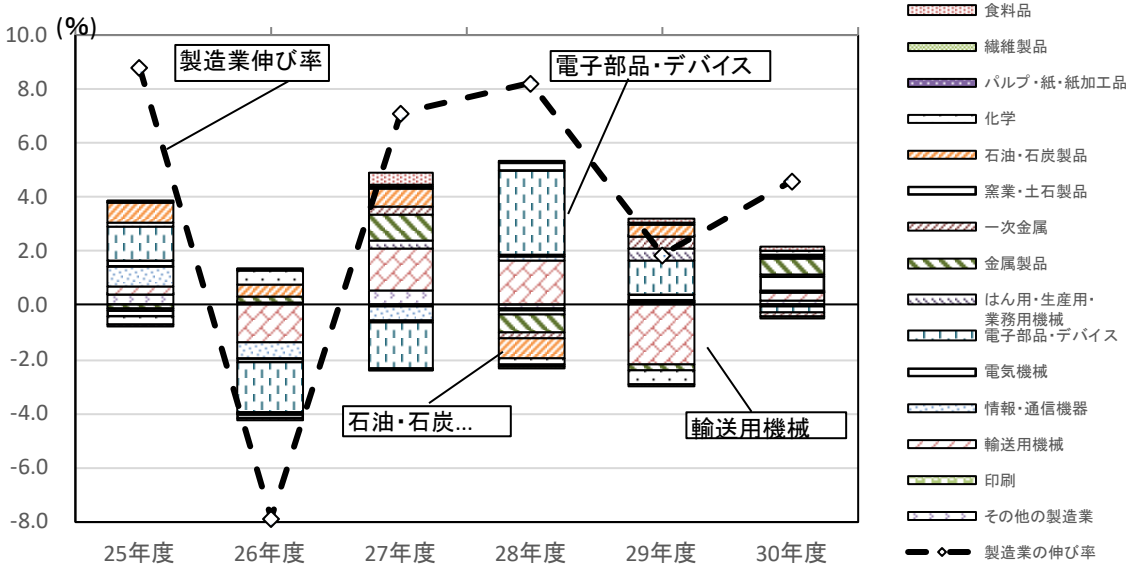 (%)
10.0
8.0
6.0
4.0
2.0
0.0
-2.0
-4.0
-6.0
-8.0
製造業伸び率
電子部品・デバイス
石油・石炭...
輸送用機械
25年度
26年度
27年度
28年度
29年度
30年度
食料品
繊維製品
パルプ・紙・紙加工品
化学
石油・石炭製品
窯業・土石製品
一次金属
金属製品
はん用・生産用・
業務用機械
電子部品・デバイス
電気機械
情報・通信機器
輸送用機械
印刷
その他の製造業
製造業の伸び率